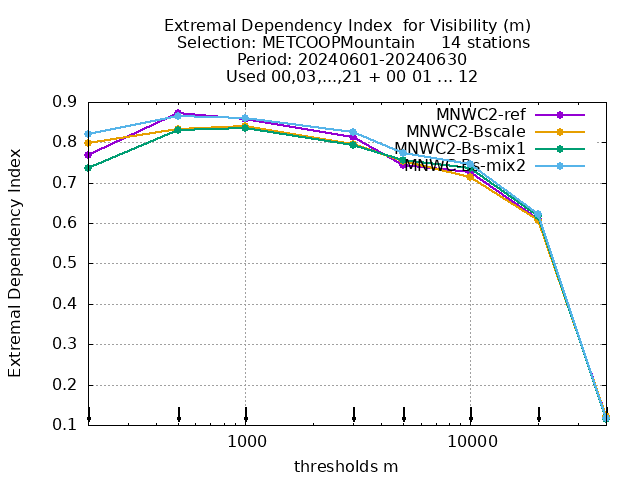 Extremal Dependency Index  for Visibility (m)
Selection: METCOOPMountain     14 stations
Period: 20240601-20240630
Used 00,03,...,21 + 00 01 ... 12
MNWC2-ref
MNWC2-Bscale
MNWC2-Bs-mix1
MNWC-Bs-mix2
Extremal Dependency Index
0.9
0.8
0.7
0.6
0.5
0.4
0.3
0.2
0.1
1000
10000
thresholds m